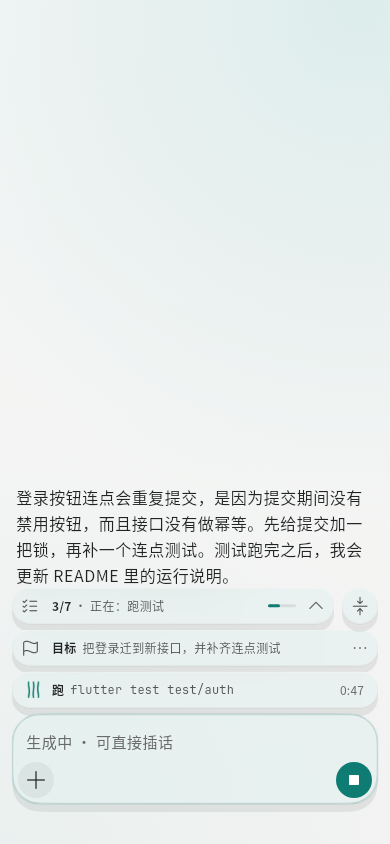 登录按钮连点会重复提交，是因为提交期间没有
禁用按钮，而且接口没有做幂等。先给提交加一
把锁，再补一个连点测试。测试跑完之后，我会
更新 README 里的运行说明。
3/7 · 正在：跑测试
目标 把登录迁到新接口，并补齐连点测试
跑 flutter test test/auth 0:47
生成中 · 可直接插话